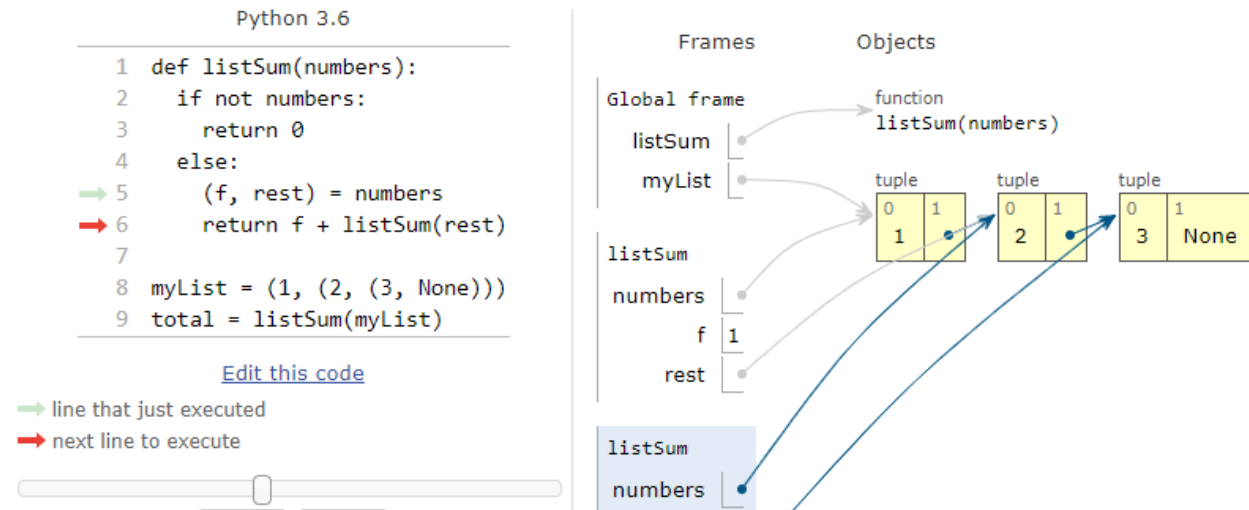 Python 3.6
1 def listSum(numbers):
2 if not numbers:
3 return 0
4 else:
5 (f, rest) = numbers
6 return f + listSum(rest)
7
8 myList = (1, (2, (3, None)))
9 total = listSum(myList)
Edit this code
line that just executed
next line to execute
Frames
Objects
Global frame
listSum
myList
function
listSum(numbers)
tuple
0 1
1
tuple
0 1
2
tuple
0 1
3 None
listSum
numbers
f 1
rest
listSum
numbers